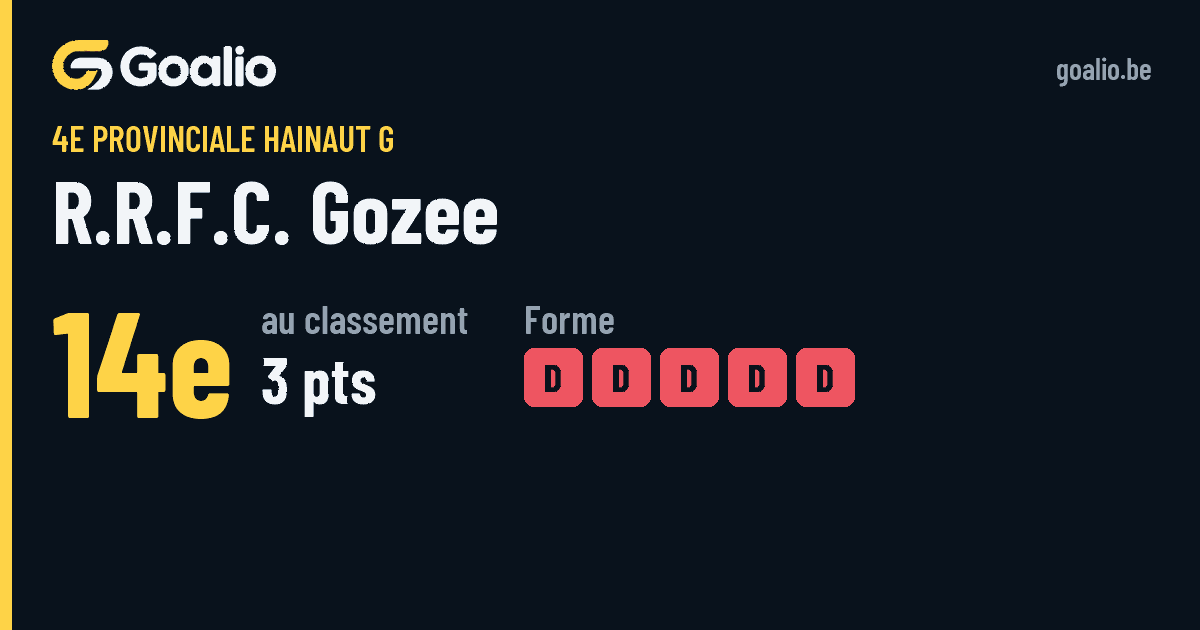 Goalio
goalio.be
4E PROVINCIALE HAINAUT G
R.R.F.C. Gozee
14e
au classement
3 pts
Forme
D D D D D